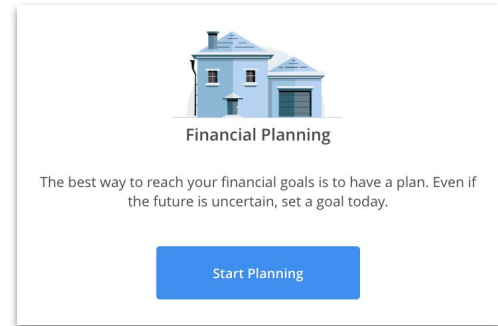 Financial Planning
The best way to reach your financial goals is to have a plan. Even if
the future is uncertain, set a goal today.
Start Planning